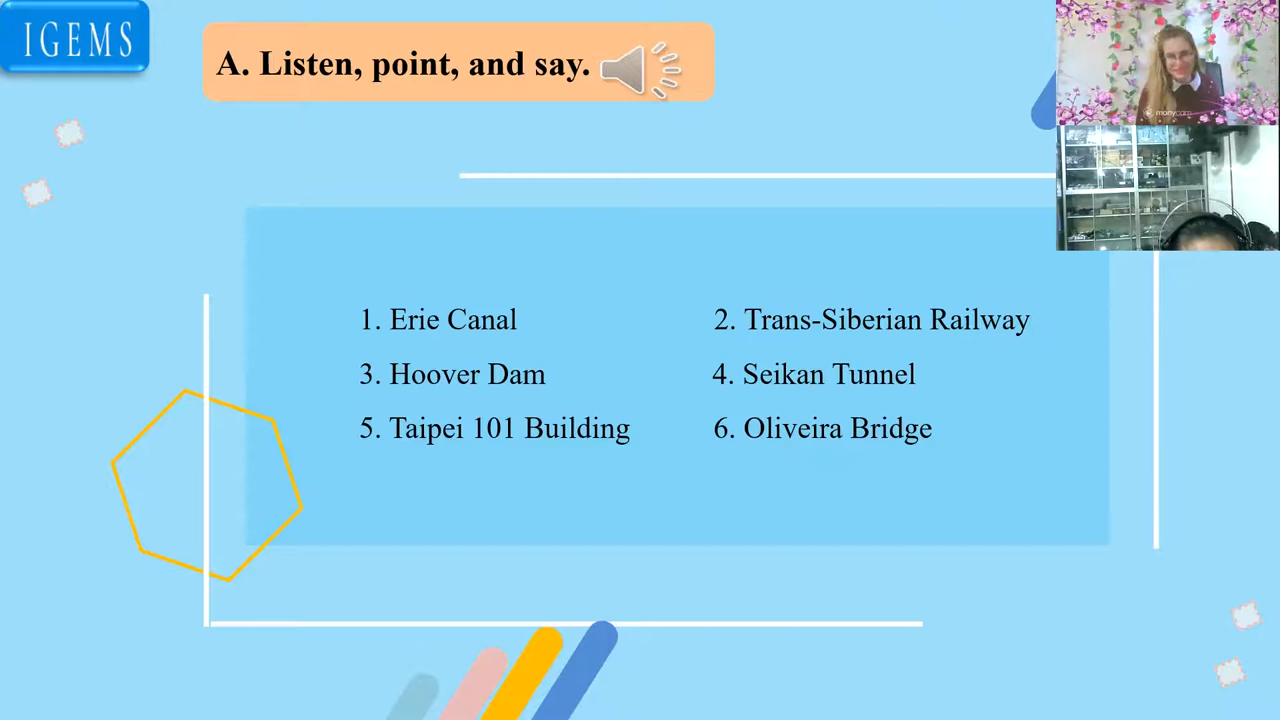 IGEMS
A. Listen, point, and say.
manycam
1. Erie Canal
2. Trans-Siberian Railway
3. Hoover Dam
4. Seikan Tunnel
5. Taipei 101 Building
6. Oliveira Bridge